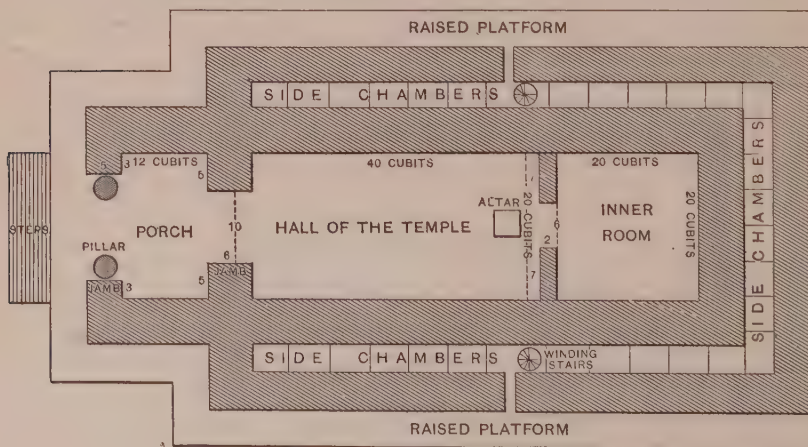 RAISED PLATFORM
SIDE CHAMBERS
5 3 12 CUBITS 5
40 CUBITS
20 CUBITS
7
STEPS
PILLAR
PORCH
10
HALL OF THE TEMPLE
ALTAR
20 CUBITS
6
2
INNER
ROOM
20 CUBITS
SIDE CHAMBERS
6
JAMB
JAMB 3
5
7
SIDE CHAMBERS
WINDING
STAIRS
RAISED PLATFORM